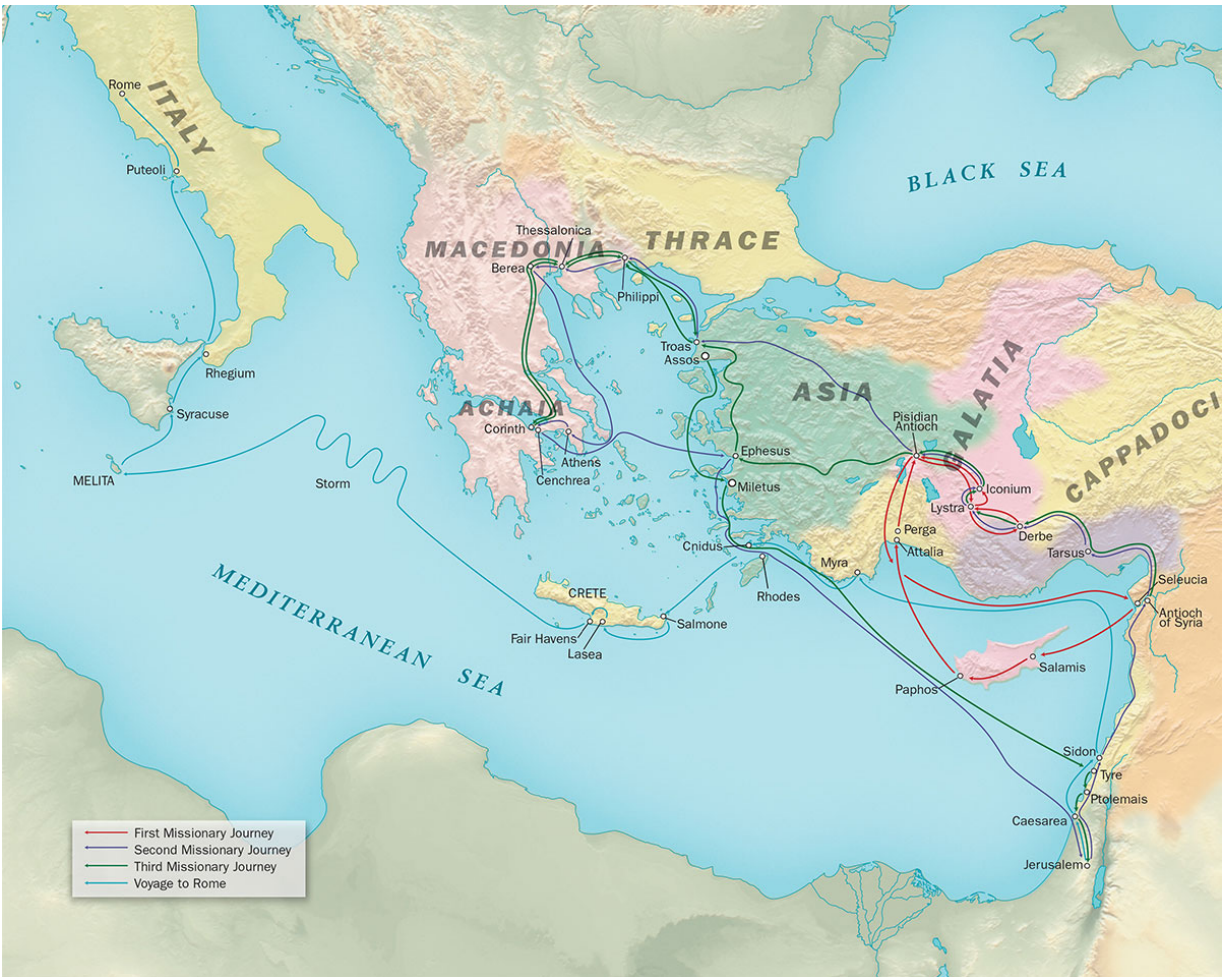 Rome
ITALY
Puteoli
BLACK SEA
Thessalonica
MACEDONIA
THRACE
Berea
Philippi
Troas
Assos
Rhegium
Syracuse
ASIA
GALATIA
CAPPADOCI
ACHAIA
Corinth
Athens
Cenchrea
Pisidian
Antioch
Ephesus
MELITA
Storm
Miletus
Iconium
Lystra
Perga
Derbe
Attalia
Cnidus
Myra
Tarsus
Rhodes
Seleucia
Antioch
of Syria
MEDITERRANEAN SEA
CRETE
Salmone
Fair Havens
Lasea
Salamis
Paphos
Sidon
Tyre
Ptolemais
Caesarea
Jerusalem
First Missionary Journey
Second Missionary Journey
Third Missionary Journey
Voyage to Rome